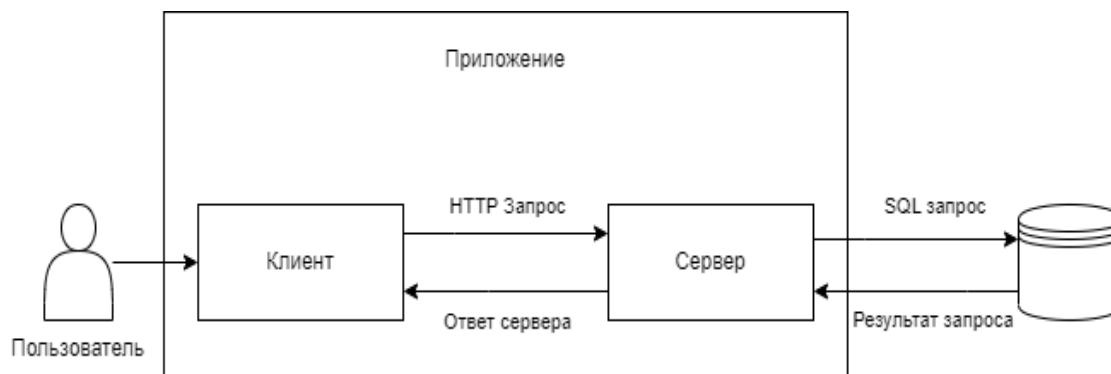 Приложение
HTTP Запрос
SQL запрос
Клиент
Сервер
Ответ сервера
Результат запроса
Пользователь